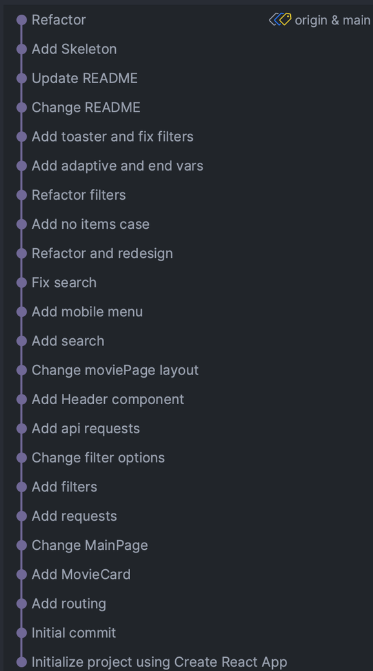 Refactor origin & main
Add Skeleton
Update README
Change README
Add toaster and fix filters
Add adaptive and end vars
Refactor filters
Add no items case
Refactor and redesign
Fix search
Add mobile menu
Add search
Change moviePage layout
Add Header component
Add api requests
Change filter options
Add filters
Add requests
Change MainPage
Add MovieCard
Add routing
Initial commit
Initialize project using Create React App